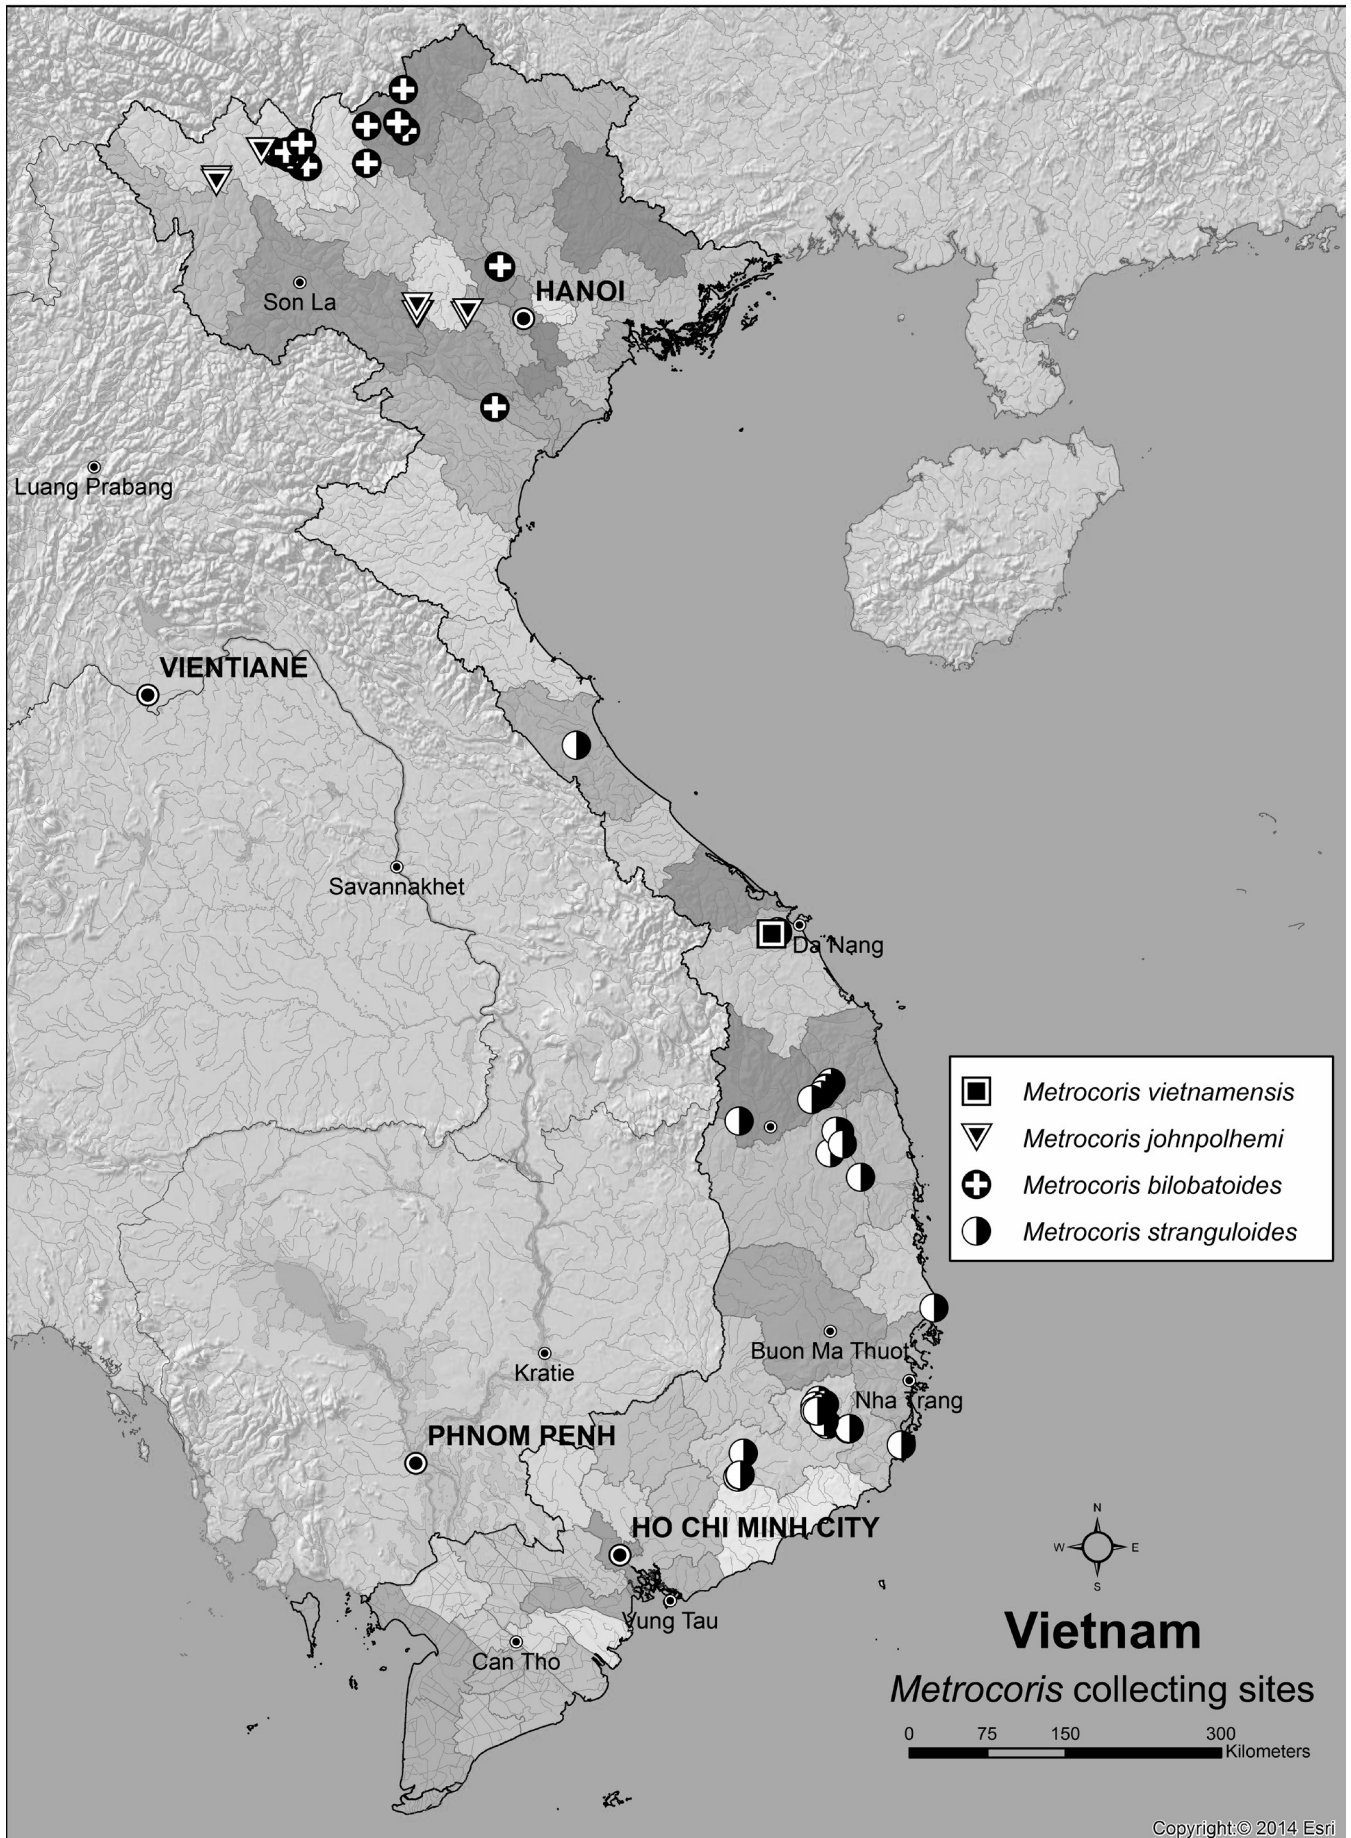 HANOI
Son La
Luang Prabang
VIENTIANE
Savannakhet
Da Nang
Metrocoris vietnamensis
Metrocoris johnpolhemi
Metrocoris bilobatoides
Metrocoris stranguloides
Buon Ma Thuot
Kratie
Nha Trang
PHNOM PENH
HO CHI MINH CITY
N
W E
S
Vung Tau
Can Tho
Vietnam
Metrocoris collecting sites
0 75 150 300
Kilometers
Copyright:© 2014 Esri